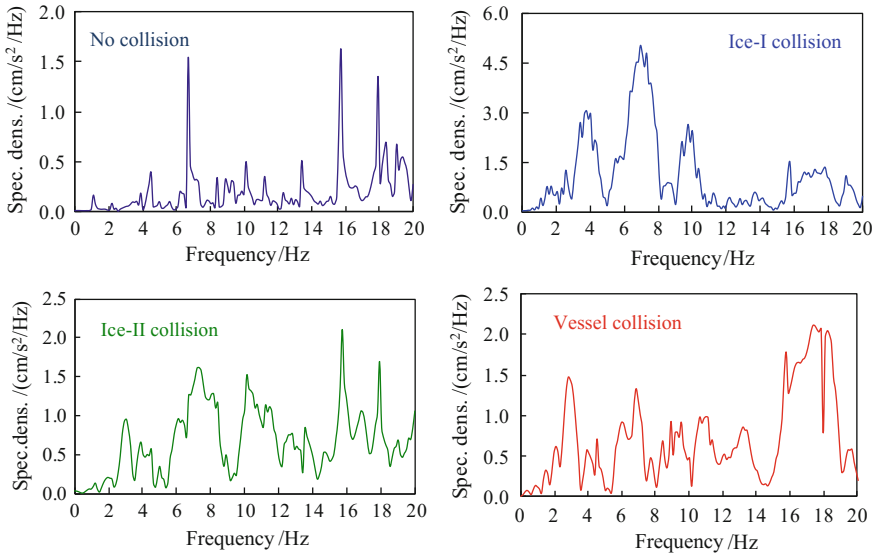 2.0
1.5
1.0
0.5
0.0
Spec. dens. /(cm/s²/Hz)
No collision
0 2 4 6 8 10 12 14 16 18 20
Frequency /Hz
6.0
4.5
3.0
1.5
0.0
Spec. dens. /(cm/s²/Hz)
Ice-I collision
0 2 4 6 8 10 12 14 16 18 20
Frequency /Hz
2.5
2.0
1.5
1.0
0.5
0.0
Spec.dens. /(cm/s²/Hz)
Ice-II collision
0 2 4 6 8 10 12 14 16 18 20
Frequency /Hz
2.5
2.0
1.5
1.0
0.5
0.0
Spec. dens. /(cm/s²/Hz)
Vessel collision
0 2 4 6 8 10 12 14 16 18 20
Frequency /Hz